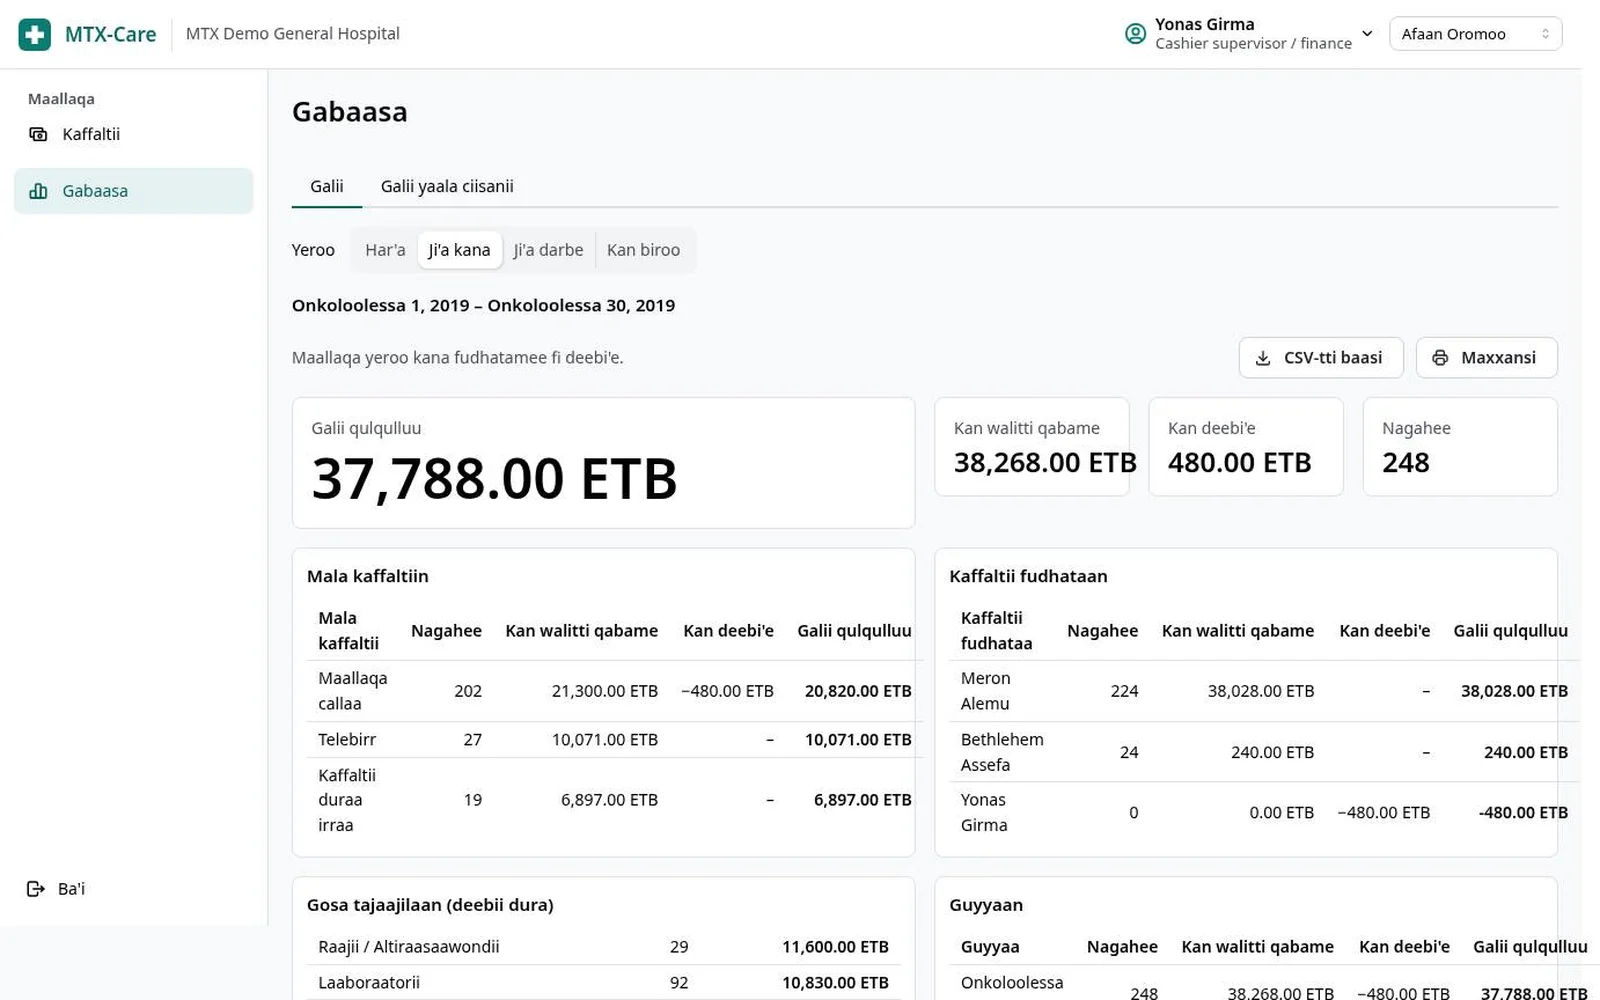 MTX-Care
MTX Demo General Hospital
Yonas Girma
Cashier supervisor / finance
Afaan Oromoo
Maallaqa
Kaffaltii
Gabaasa
Ba'i
Gabaasa
Galii
Galii yaala ciisanii
Yeroo
Har'a
Ji'a kana
Ji'a darbe
Kan biroo
Onkoloolessa 1, 2019 – Onkoloolessa 30, 2019
Maallaqa yeroo kana fudhatamee fi deebi'e.
CSV-tti baasi
Maxxansi
Galii qulqulluu
37,788.00 ETB
Kan walitti qabame
38,268.00 ETB
Kan deebi'e
480.00 ETB
Nagahee
248
Mala kaffaltiin
Mala kaffaltii Nagahee Kan walitti qabame Kan deebi'e Galii qulqulluu
Maallaqa callaa 202 21,300.00 ETB −480.00 ETB 20,820.00 ETB
Telebirr 27 10,071.00 ETB – 10,071.00 ETB
Kaffaltii duraa irraa 19 6,897.00 ETB – 6,897.00 ETB
Kaffaltii fudhataan
Kaffaltii fudhataa Nagahee Kan walitti qabame Kan deebi'e Galii qulqulluu
Meron Alemu 224 38,028.00 ETB – 38,028.00 ETB
Bethlehem Assefa 24 240.00 ETB – 240.00 ETB
Yonas Girma 0 0.00 ETB −480.00 ETB -480.00 ETB
Gosa tajaajilaan (deebii dura)
Raajii / Altiraasaawondii 29 11,600.00 ETB
Laaboraatorii 92 10,830.00 ETB
Guyyaan
Guyyaa Nagahee Kan walitti qabame Kan deebi'e Galii qulqulluu
Onkoloolessa 248 38,268.00 ETB −480.00 ETB 37,788.00 ETB